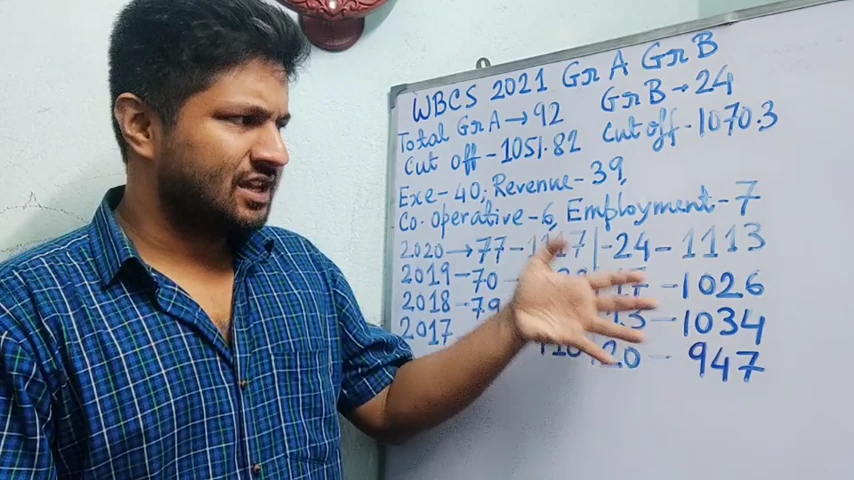 WBCS 2021 Gr A Gr B
Total Gr A → 92 Gr B → 24
Cut off - 1051.82 Cut off - 1070.3
Exe - 40; Revenue - 39,
Co. operative - 6, Employment - 7
2020 → 77 - 1117 | - 24 - 1113
2019 - 70 - 1026
2018 - 79 - 1034
2017 20 - 947